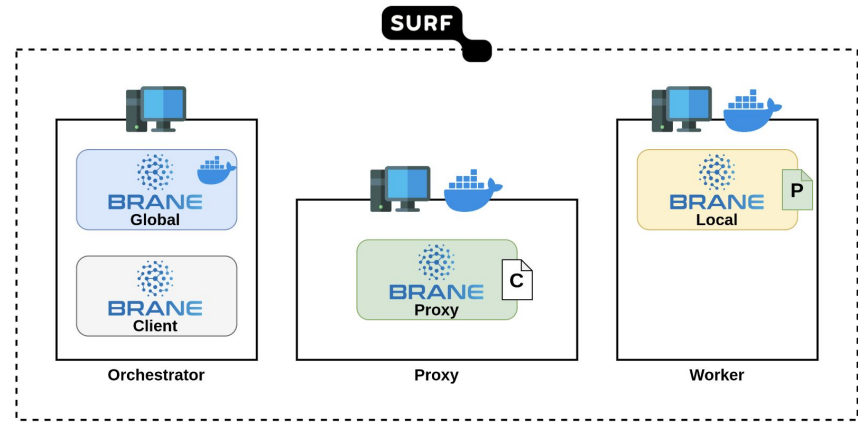 SURF
BRANE
Global
BRANE
Client
Orchestrator
BRANE
Proxy
C
Proxy
BRANE
Local
P
Worker